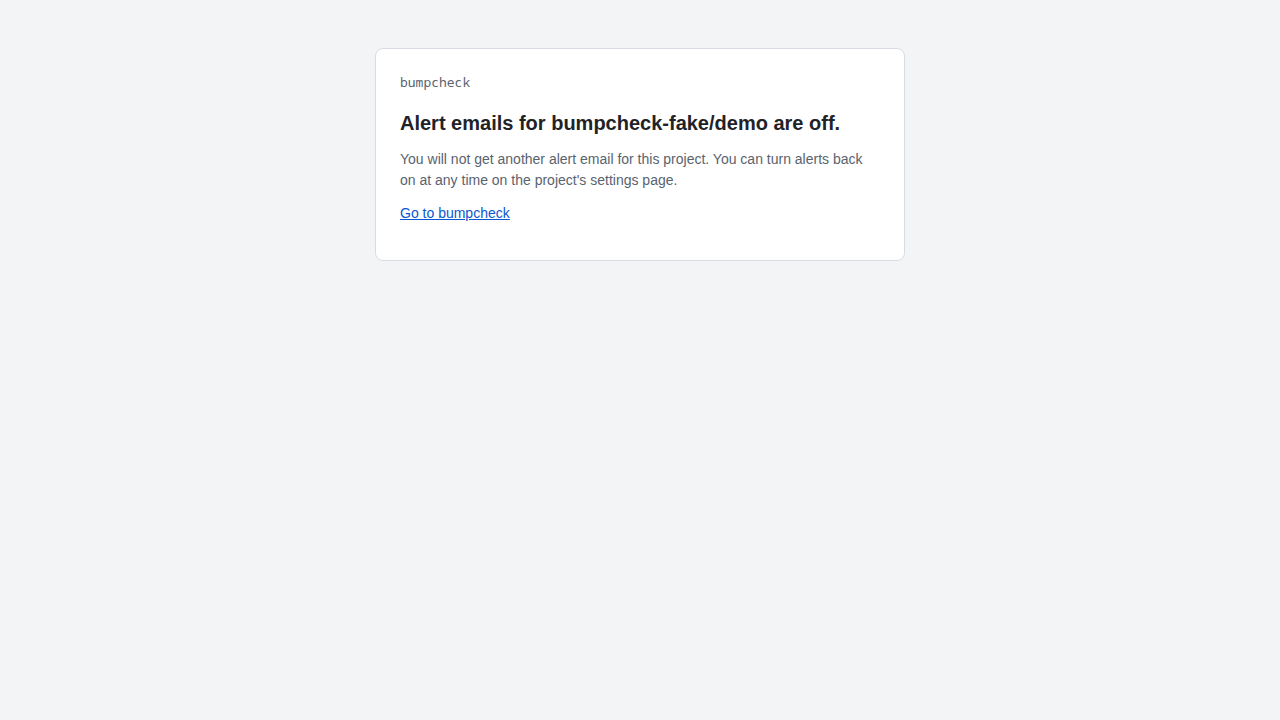 bumpcheck
Alert emails for bumpcheck-fake/demo are off.
You will not get another alert email for this project. You can turn alerts back
on at any time on the project's settings page.
Go to bumpcheck